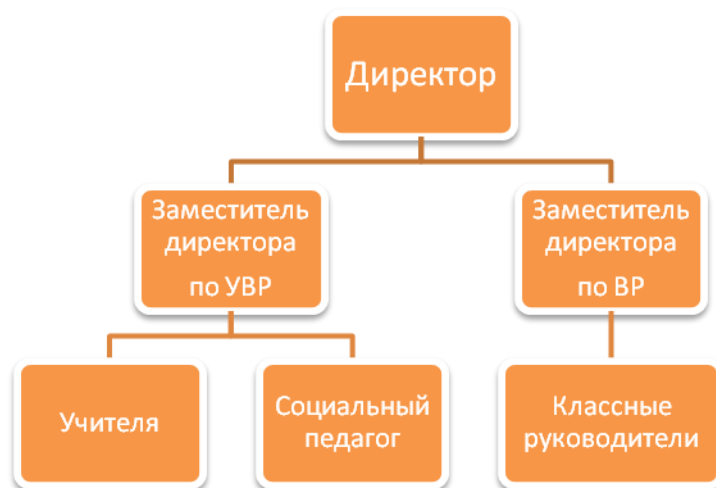 Директор
Заместитель
директора
по УВР
Заместитель
директора
по ВР
Учителя
Социальный
педагог
Классные
руководители